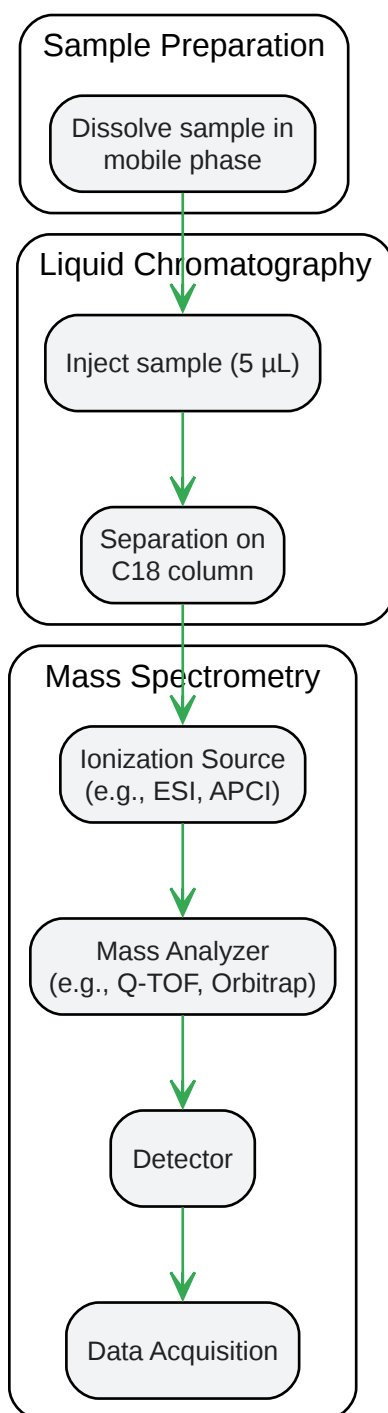 Sample Preparation
Dissolve sample in
mobile phase
Liquid Chromatography
Inject sample (5 µL)
Separation on
C18 column
Mass Spectrometry
Ionization Source
(e.g., ESI, APCI)
Mass Analyzer
(e.g., Q-TOF, Orbitrap)
Detector
Data Acquisition